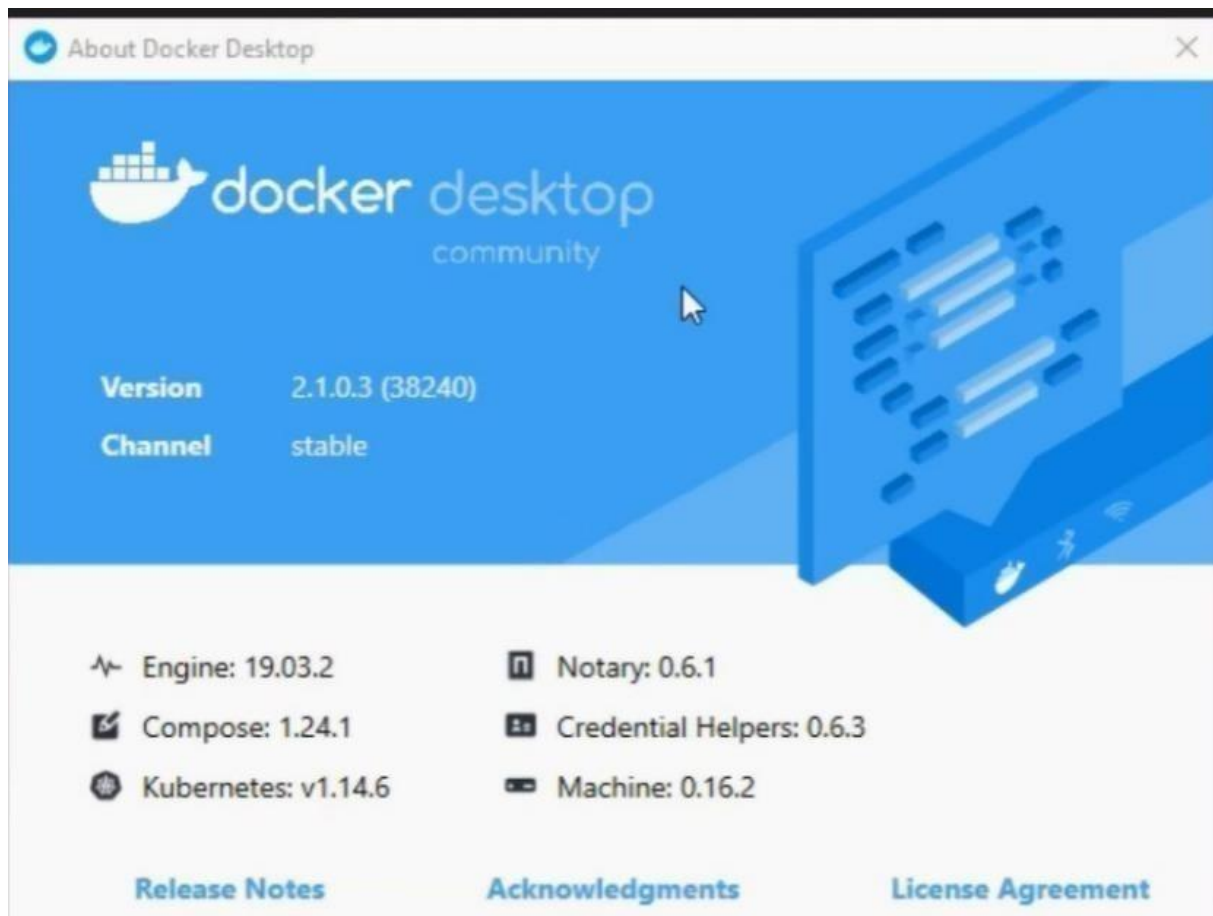 About Docker Desktop
docker desktop
community
Version 2.1.0.3 (38240)
Channel stable
Engine: 19.03.2 Notary: 0.6.1
Compose: 1.24.1 Credential Helpers: 0.6.3
Kubernetes: v1.14.6 Machine: 0.16.2
Release Notes Acknowledgments License Agreement